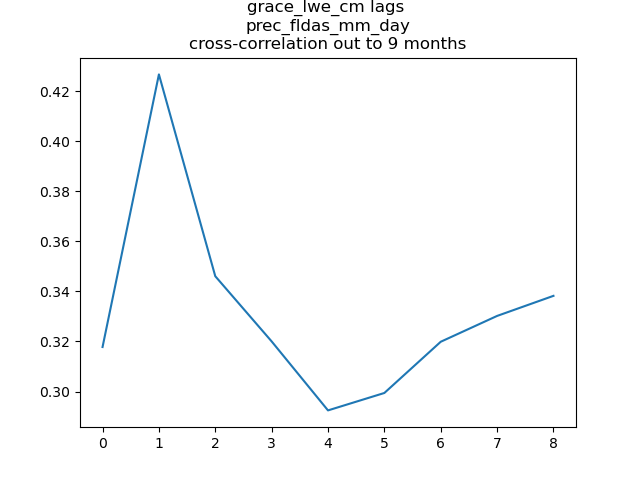 grace_lwe_cm lags
prec_fldas_mm_day
cross-correlation out to 9 months
0.42
0.40
0.38
0.36
0.34
0.32
0.30
0 1 2 3 4 5 6 7 8